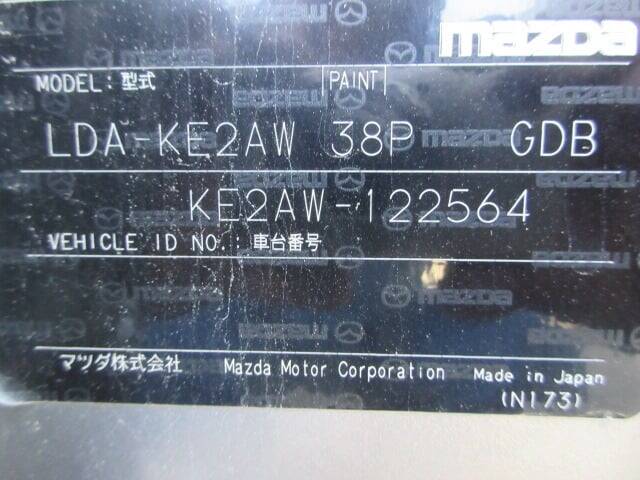 mazda
MODEL: 型式 PAINT
LDA-KE2AW 38P GDB
KE2AW-122564
VEHICLE ID NO.: 車台番号
マツダ株式会社 Mazda Motor Corporation Made in Japan
(N173)